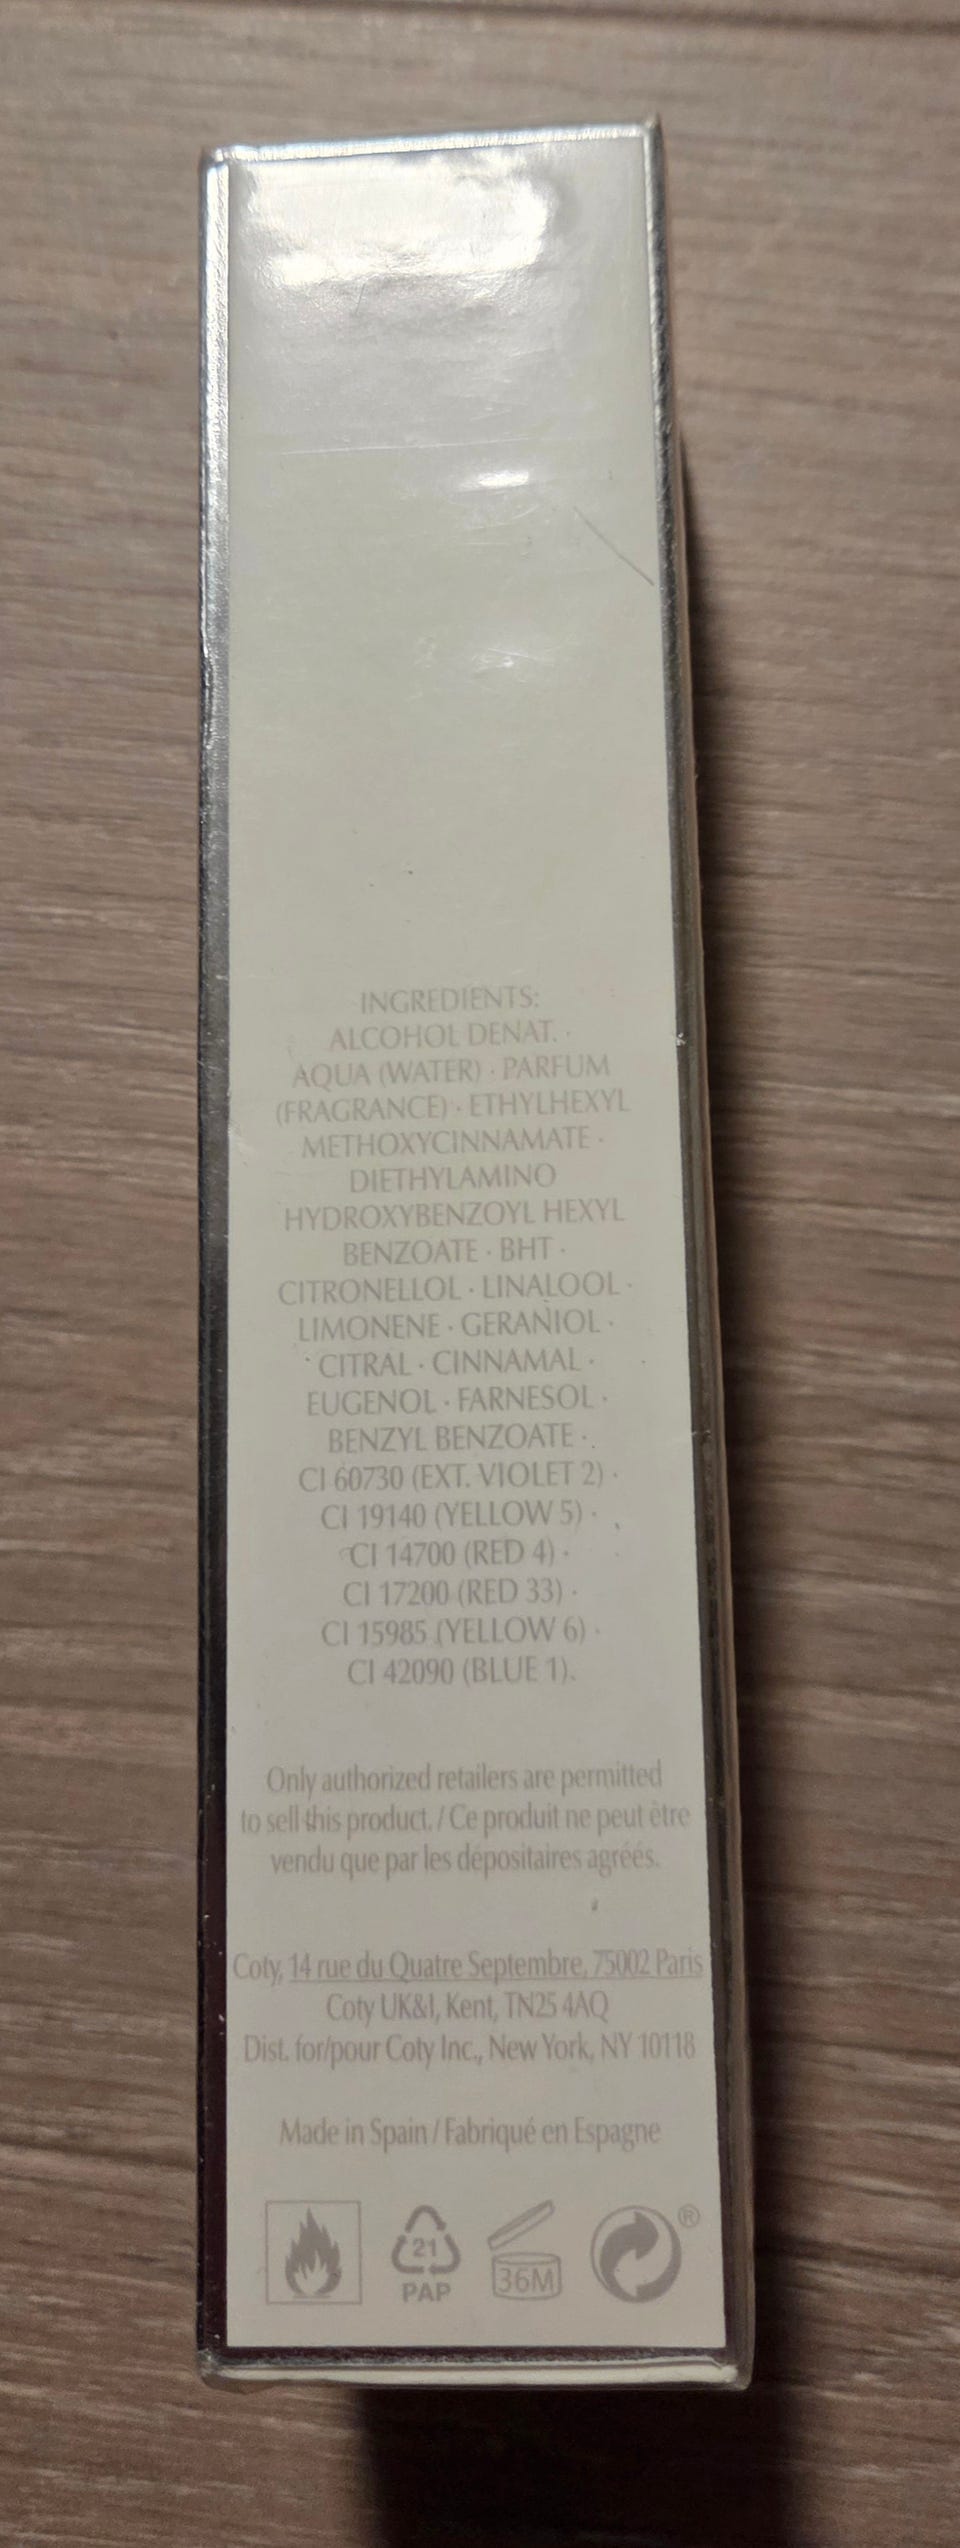 INGREDIENTS:
ALCOHOL DENAT. ·
AQUA (WATER) · PARFUM
(FRAGRANCE) · ETHYLHEXYL
METHOXYCINNAMATE ·
DIETHYLAMINO
HYDROXYBENZOYL HEXYL
BENZOATE · BHT ·
CITRONELLOL · LINALOOL ·
LIMONENE · GERANIOL ·
CITRAL · CINNAMAL ·
EUGENOL · FARNESOL ·
BENZYL BENZOATE ·
CI 60730 (EXT. VIOLET 2) ·
CI 19140 (YELLOW 5) ·
CI 14700 (RED 4) ·
CI 17200 (RED 33) ·
CI 15985 (YELLOW 6) ·
CI 42090 (BLUE 1).
Only authorized retailers are permitted
to sell this product. / Ce produit ne peut être
vendu que par les dépositaires agréés.
Coty, 14 rue du Quatre Septembre, 75002 Paris
Coty UK&I, Kent, TN25 4AQ
Dist. for/pour Coty Inc., New York, NY 10118
Made in Spain / Fabriqué en Espagne
21
PAP
36M
®